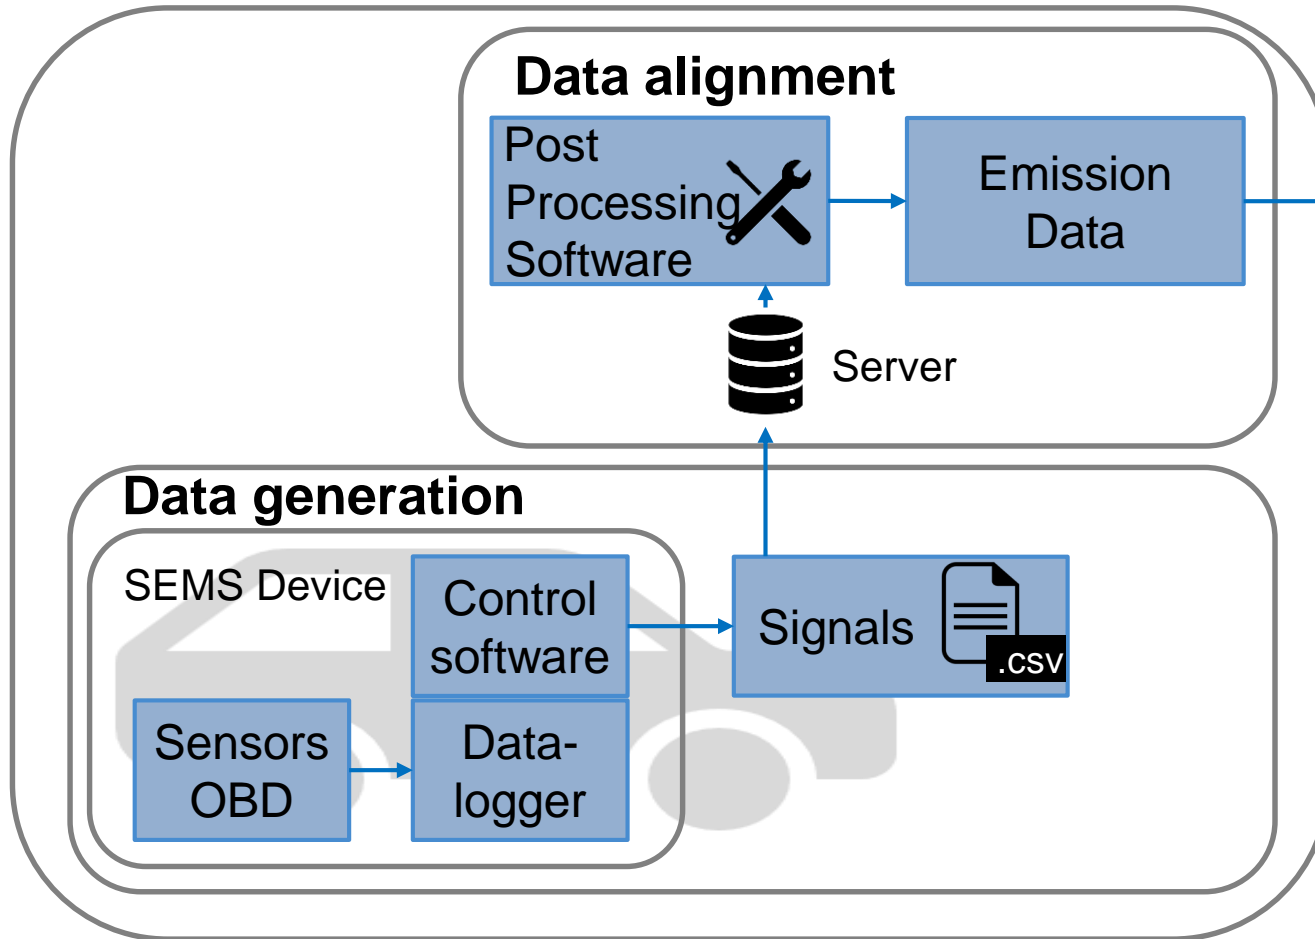 Data alignment
Post
Processing
Software
Emission
Data
Server
Data generation
SEMS Device
Control
software
Signals
.csv
Sensors
OBD
Data-
logger